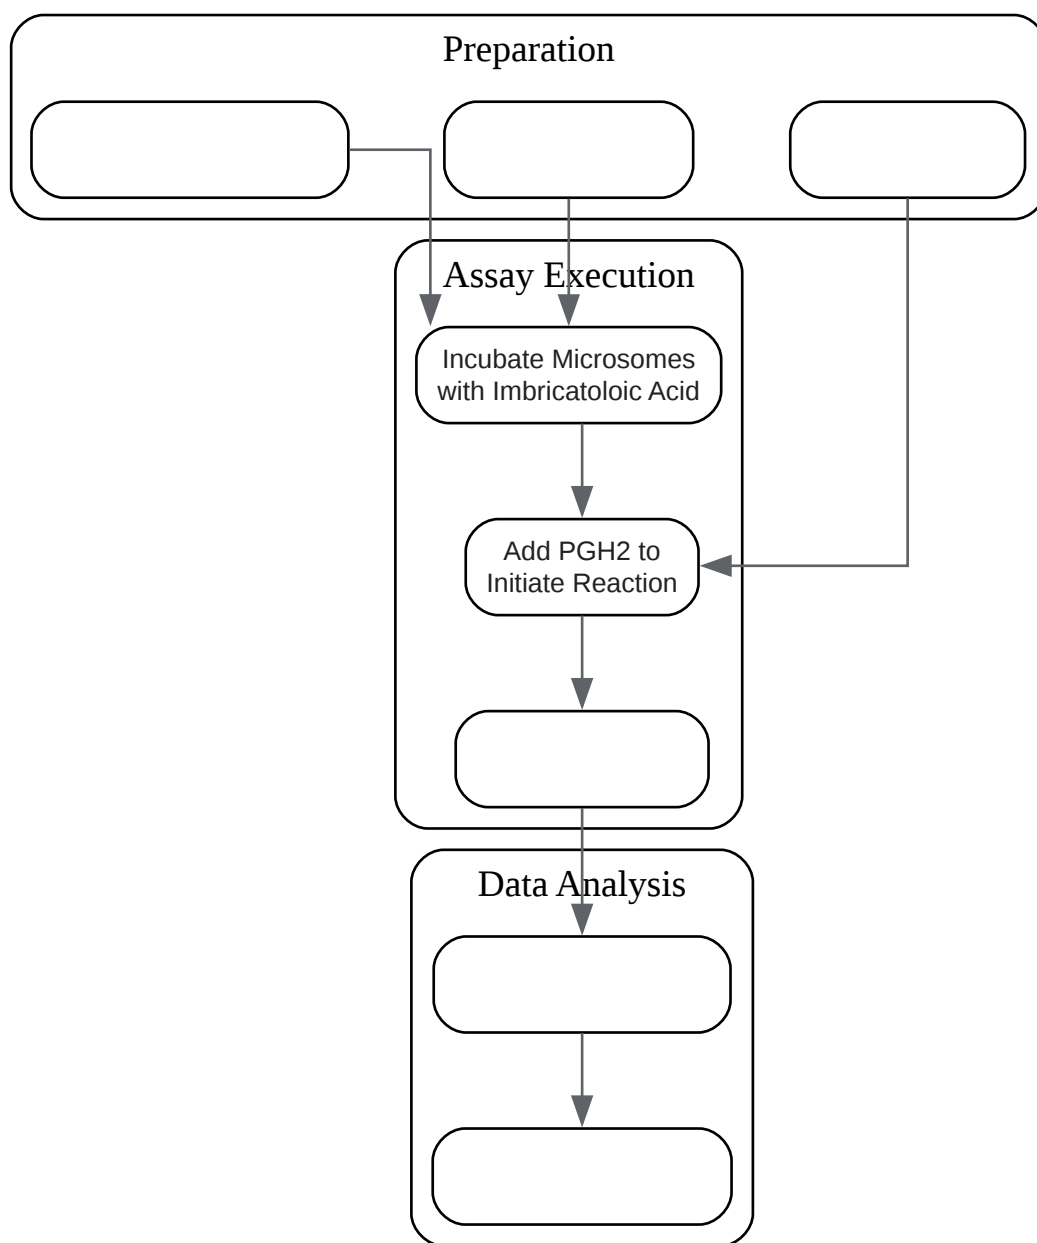 Preparation
Assay Execution
Incubate Microsomes
with Imbricatoloic Acid
Add PGH2 to
Initiate Reaction
Data Analysis